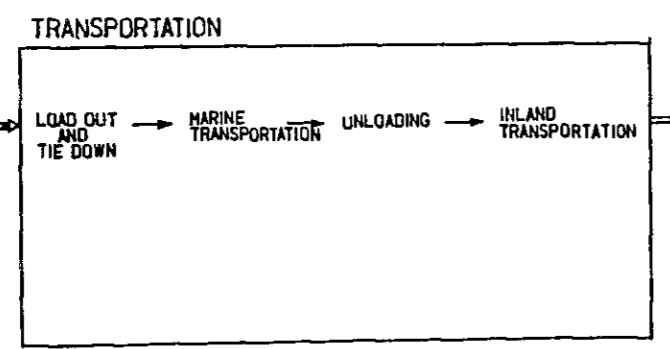 TRANSPORTATION
LOAD OUT
AND
TIE DOWN
MARINE
TRANSPORTATION
UNLOADING
INLAND
TRANSPORTATION